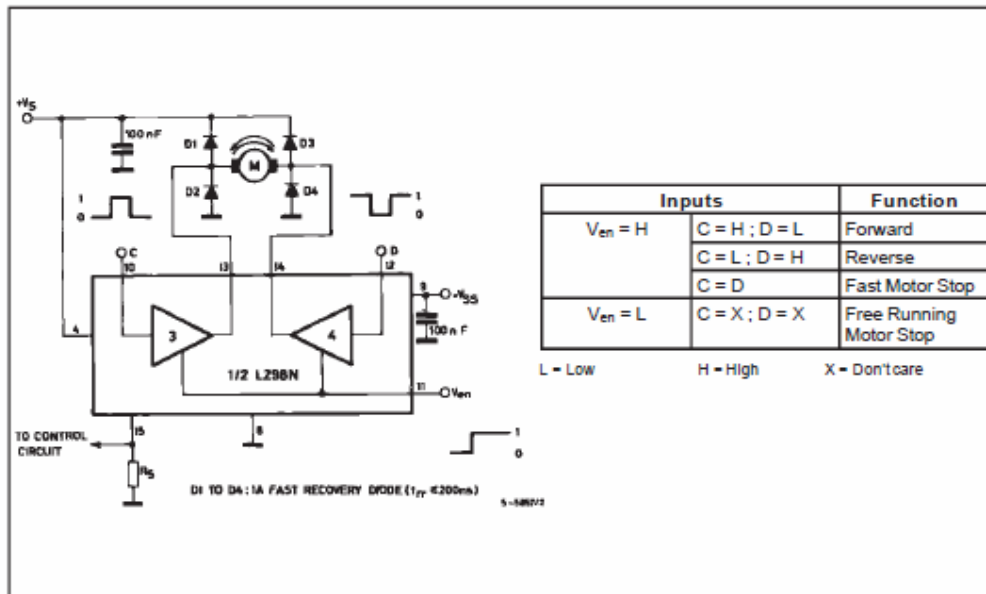 +Vs
100 nF
D1
D3
M
D2
D4
1
0
1
0
C
D
10
13
14
12
9
-Vss
100 nF
4
3
4
1/2 L298N
11
Ven
15
8
TO CONTROL
CIRCUIT
Rs
1
0
D1 TO D4 : 1A FAST RECOVERY DIODE (trr ≤200ns)
Inputs Function
Ven = H C = H ; D = L Forward
C = L ; D = H Reverse
C = D Fast Motor Stop
Ven = L C = X ; D = X Free Running
Motor Stop
L = Low H = High X = Don't care